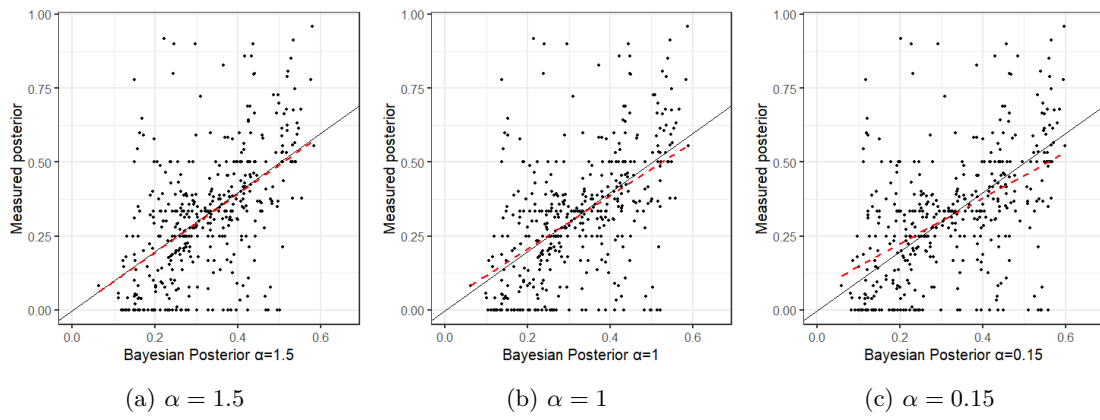 1.00
0.75
0.50
0.25
0.00
Measured posterior
0.0 0.2 0.4 0.6
Bayesian Posterior α=1.5
(a) α = 1.5
1.00
0.75
0.50
0.25
0.00
Measured posterior
0.0 0.2 0.4 0.6
Bayesian Posterior α=1
(b) α = 1
1.00
0.75
0.50
0.25
0.00
Measured posterior
0.0 0.2 0.4 0.6
Bayesian Posterior α=0.15
(c) α = 0.15